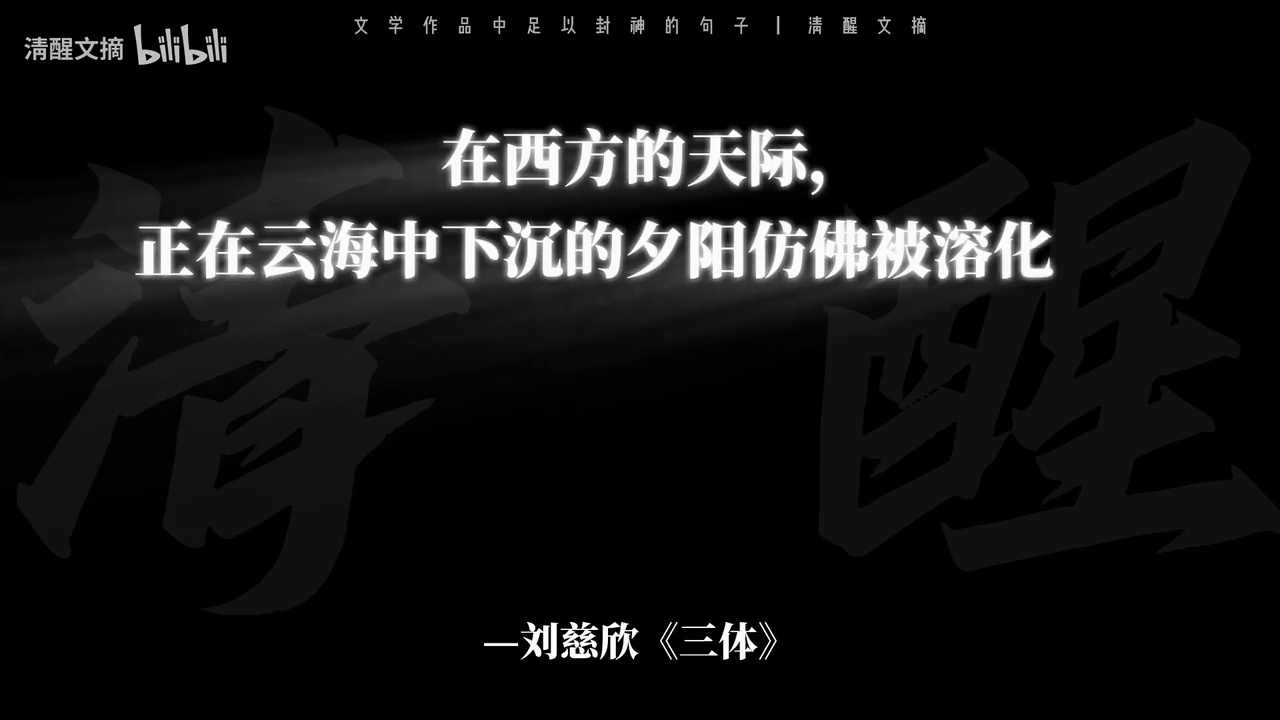 文学作品中足以封神的句子 | 清醒文摘
清醒文摘 bilibili
在西方的天际,
正在云海中下沉的夕阳仿佛被溶化
—刘慈欣《三体》
清醒